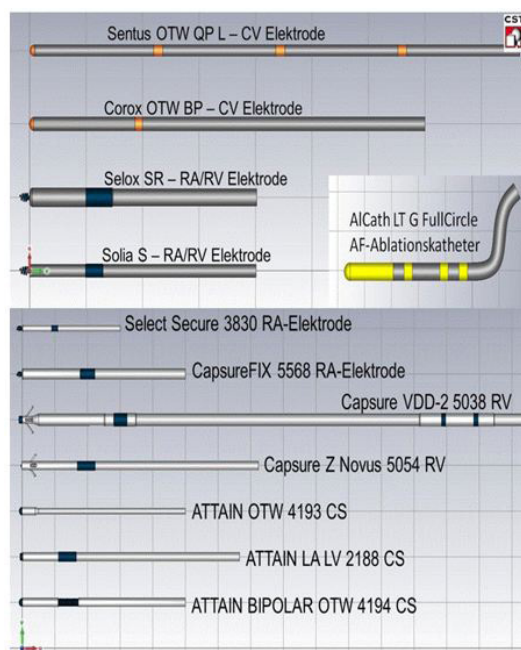 CST
Sentus OTW QP L – CV Elektrode
Corox OTW BP – CV Elektrode
Selox SR – RA/RV Elektrode
AlCath LT G FullCircle
AF-Ablationskatheter
Solia S – RA/RV Elektrode
Select Secure 3830 RA-Elektrode
CapsureFIX 5568 RA-Elektrode
Capsure VDD-2 5038 RV
Capsure Z Novus 5054 RV
ATTAIN OTW 4193 CS
ATTAIN LA LV 2188 CS
ATTAIN BIPOLAR OTW 4194 CS